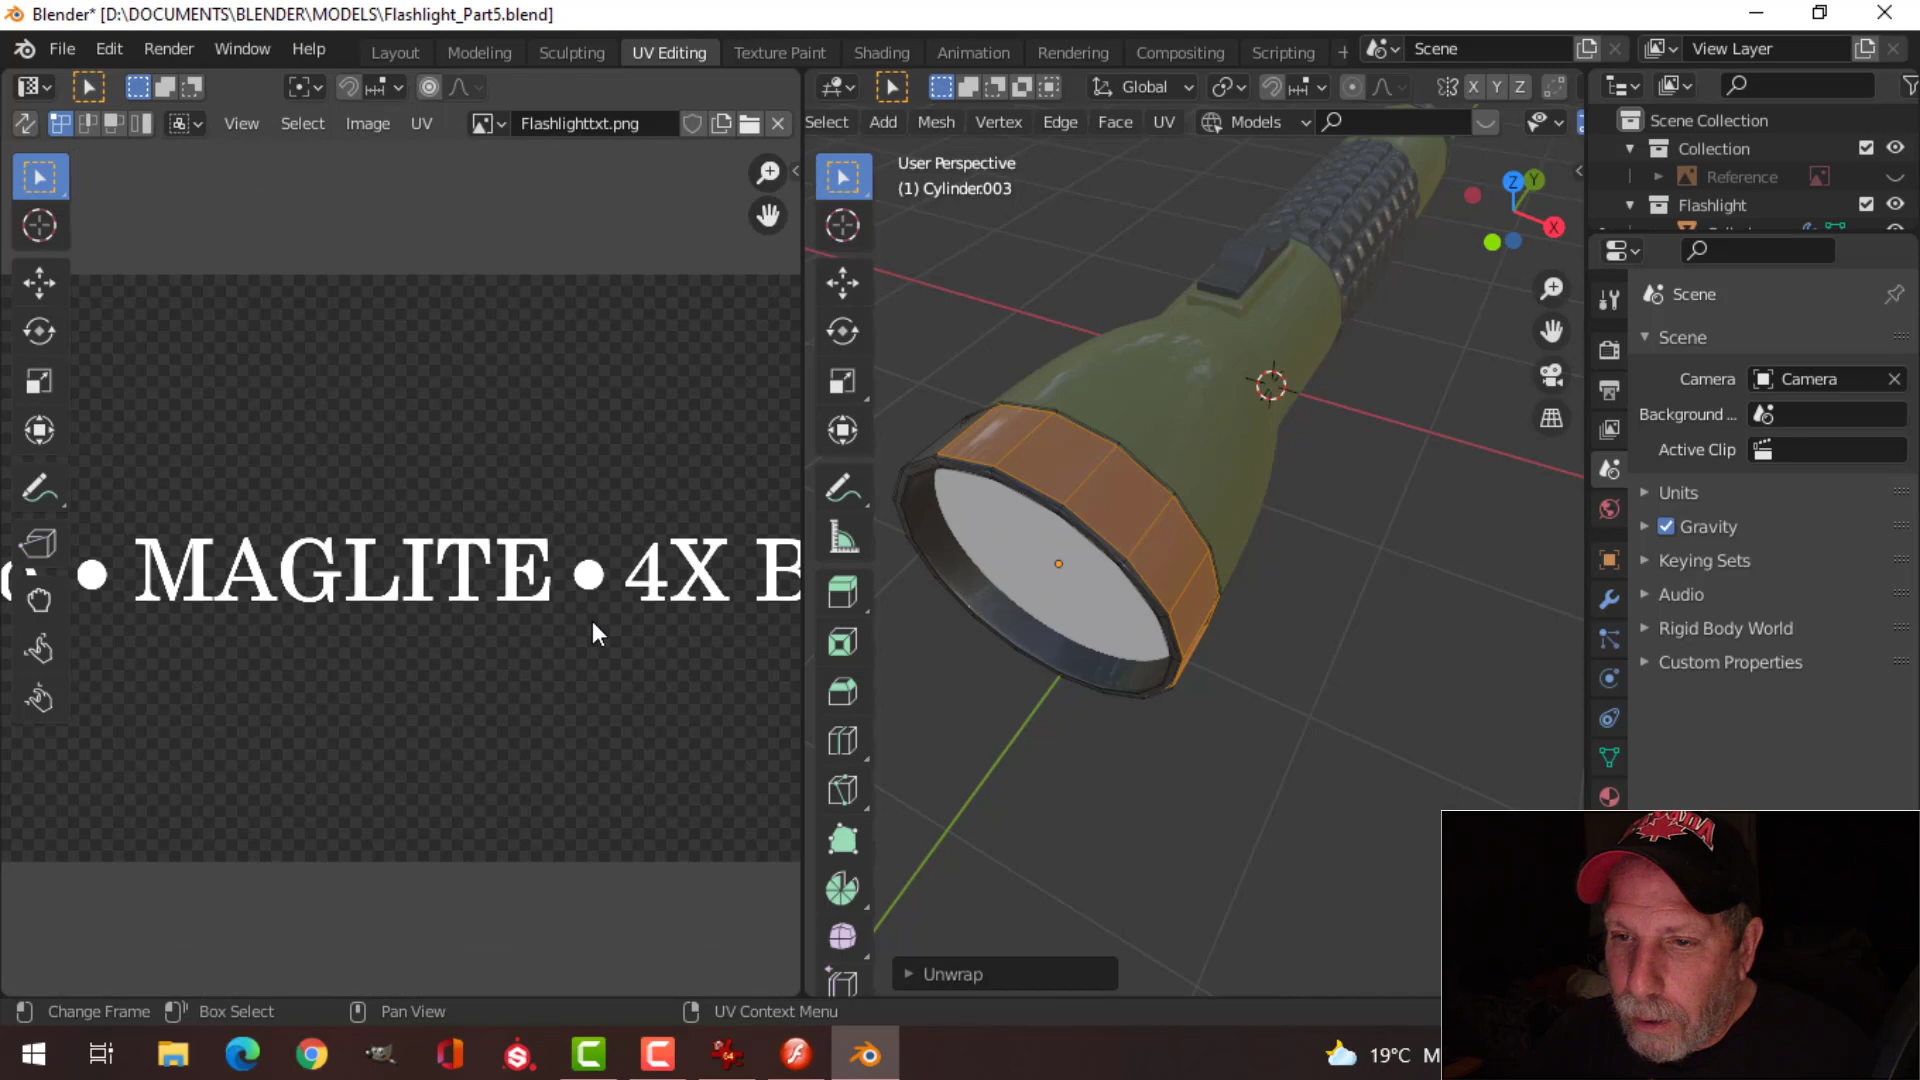 Blender* [D:\DOCUMENTS\BLENDER\MODELS\Flashlight_Part5.blend]
File Edit Render Window Help
Layout Modeling Sculpting UV Editing Texture Paint Shading Animation Rendering Compositing Scripting +
Scene
View Layer
Global
X Y Z
View Select Image UV
Flashlighttxt.png
Select Add Mesh Vertex Edge Face UV
Models
Scene Collection
Collection
Reference
Flashlight
User Perspective
(1) Cylinder.003
Z Y X
Scene
Scene
Camera Camera
Background ...
Active Clip
Units
Gravity
Keying Sets
Audio
Rigid Body World
Custom Properties
• MAGLITE • 4X B
Unwrap
Change Frame Box Select Pan View UV Context Menu
CANADA
19°C M